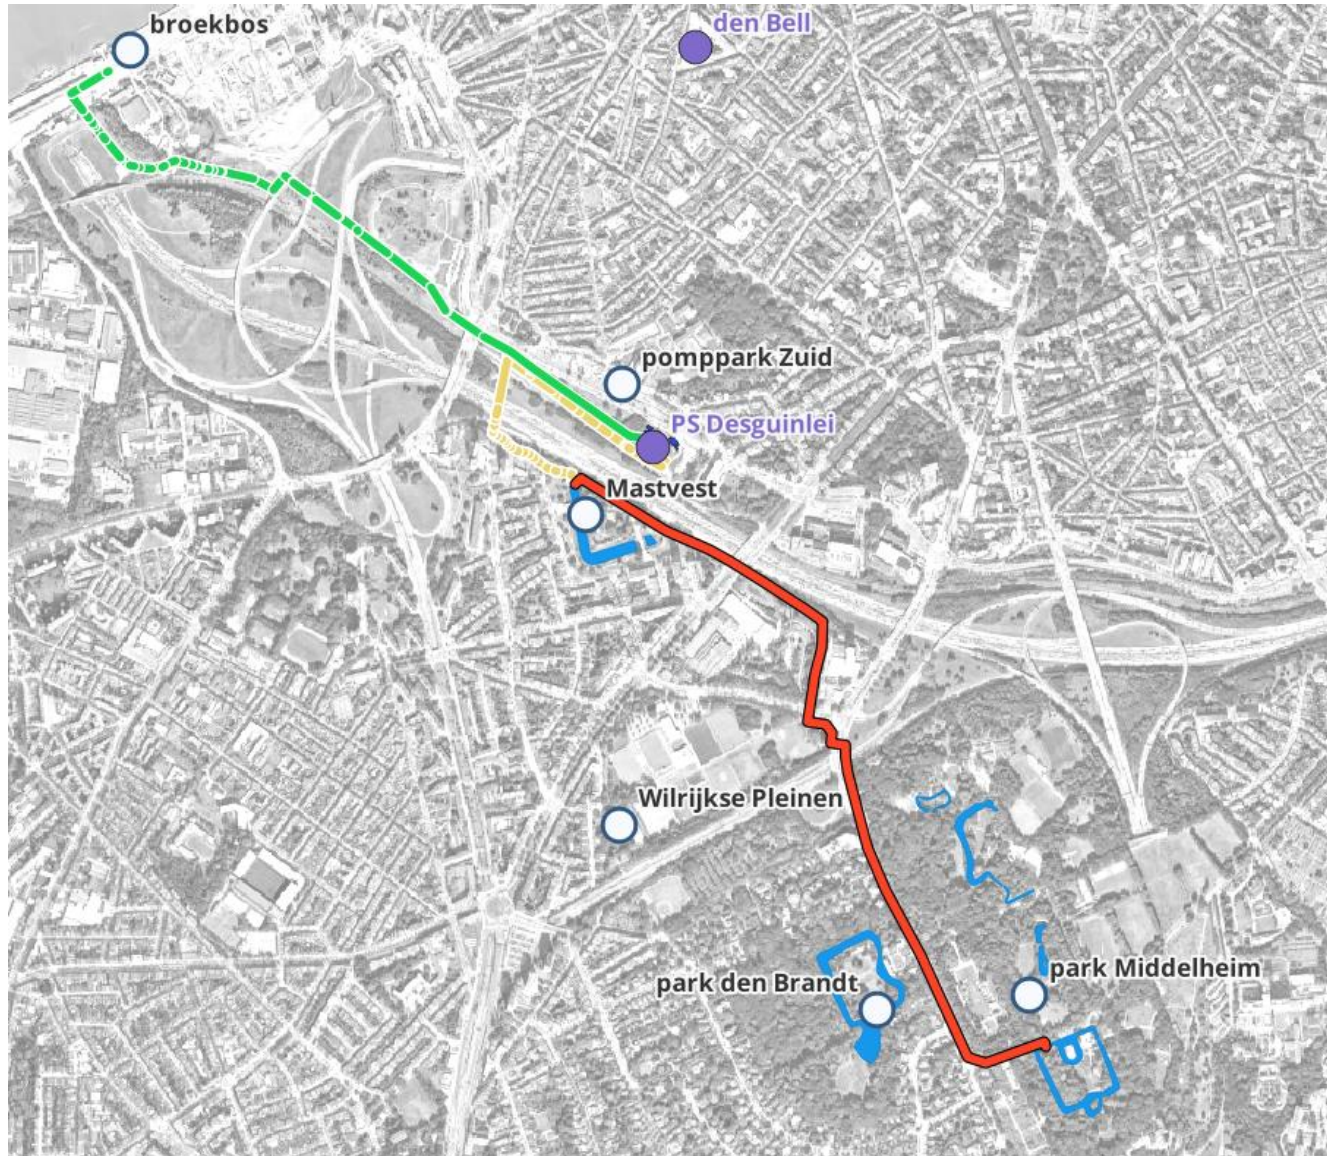 broekbos
den Bell
pomppark Zuid
PS Desguinlei
Mastvest
Wilrijkse Pleinen
park Middelheim
park den Brandt